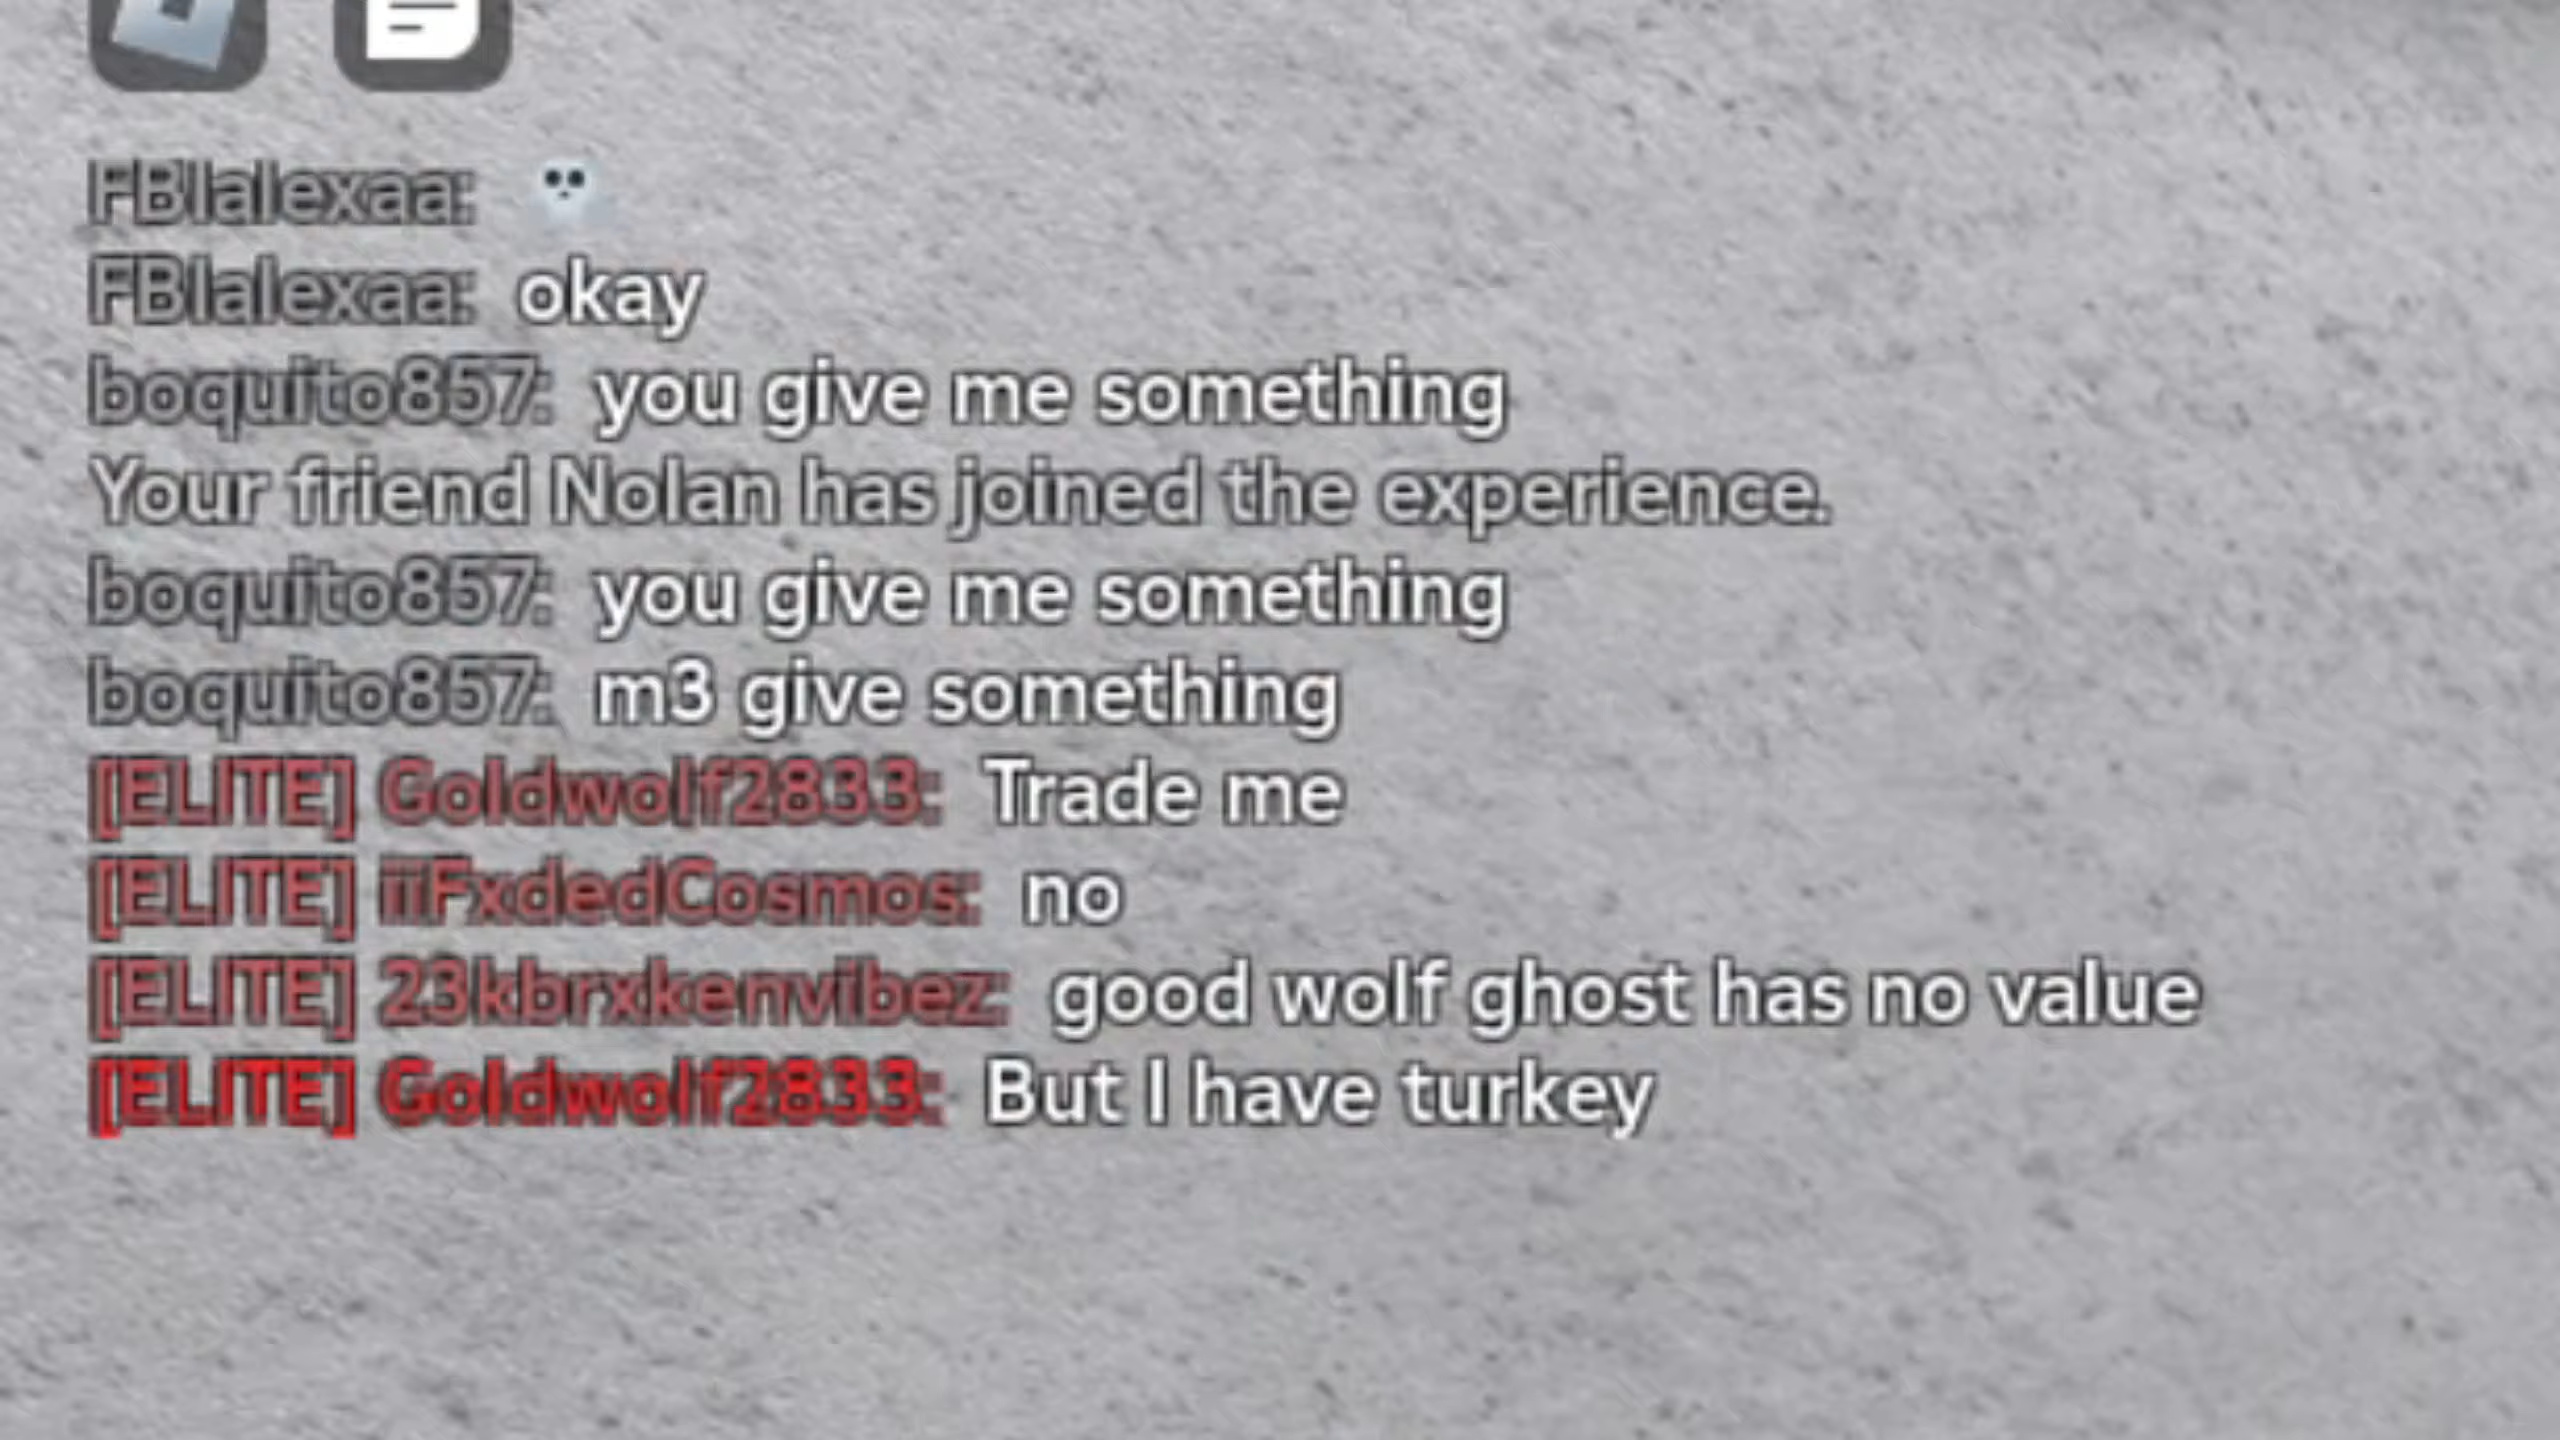 FBIalexaa: 💀
FBIalexaa: okay
boquito857: you give me something
Your friend Nolan has joined the experience.
boquito857: you give me something
boquito857: m3 give something
[ELITE] Goldwolf2833: Trade me
[ELITE] iiFxdedCosmos: no
[ELITE] 23kbrxkenvibez: good wolf ghost has no value
[ELITE] Goldwolf2833: But I have turkey